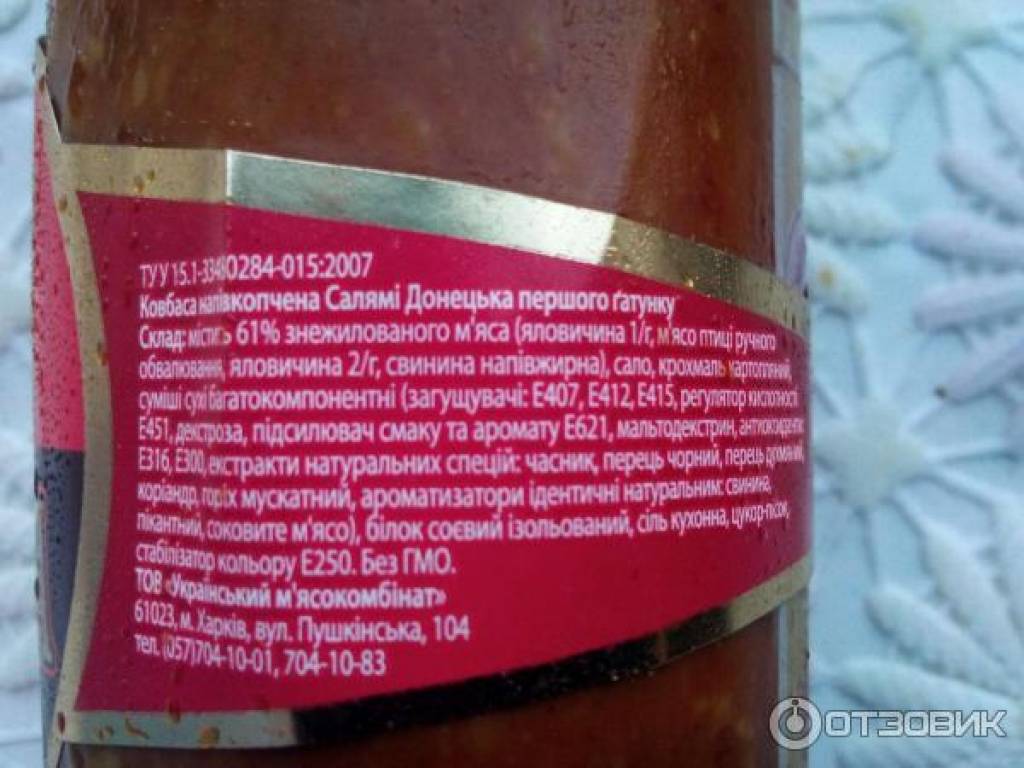 ТУ У 15.1-33480284-015:2007
Ковбаса напівкопчена Салямі Донецька першого ґатунку
Склад: містить 61% знежилованого м'яса (яловичина 1/г, м'ясо птиці ручного
обвалювання, яловичина 2/г, свинина напівжирна), сало, крохмаль картопляний,
суміші сухі багатокомпонентні (загущувачі: Е407, Е412, Е415, регулятор кислотності
Е451, декстроза, підсилювач смаку та аромату Е621, мальтодекстрин, антиоксиданти:
Е316, Е300, екстракти натуральних спецій: часник, перець чорний, перець духмяний,
коріандр, горіх мускатний, ароматизатори ідентичні натуральним: свинина,
пікантний, соковите м'ясо), білок соєвий ізольований, сіль кухонна, цукор-пісок,
стабілізатор кольору Е250. Без ГМО.
ТОВ «Український м'ясокомбінат»
61023, м. Харків, вул. Пушкінська, 104
тел. (057)704-10-01, 704-10-83
ОТЗОВИК